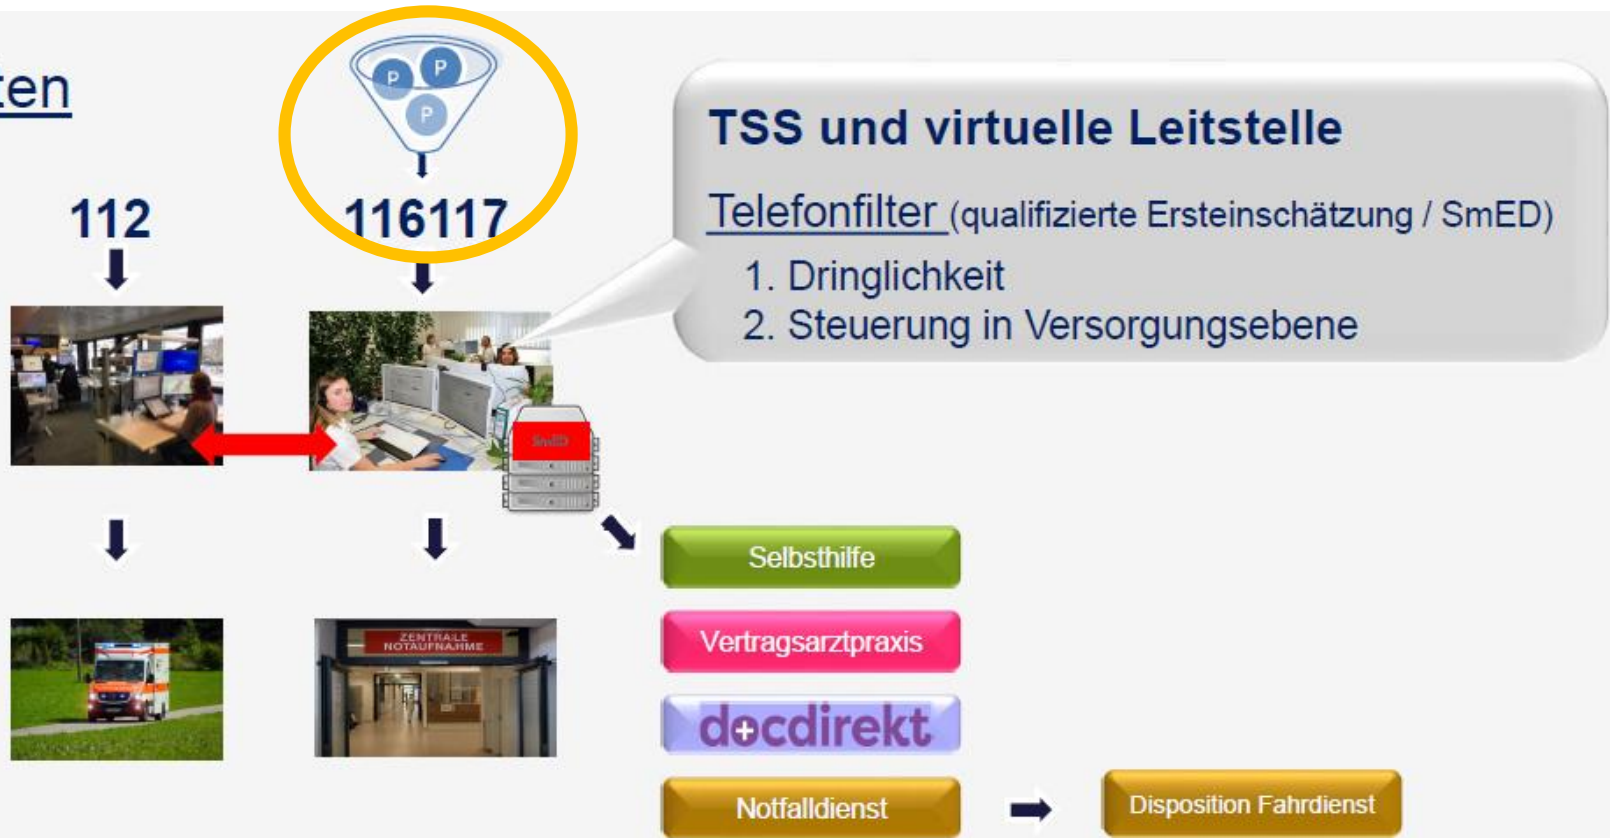 ten
P
P
P
112
116117
TSS und virtuelle Leitstelle
Telefonfilter (qualifizierte Ersteinschätzung / SmED)
1. Dringlichkeit
2. Steuerung in Versorgungsebene
SmED
ZENTRALE
NOTAUFNAHME
Selbsthilfe
Vertragsarztpraxis
docdirekt
Notfalldienst
Disposition Fahrdienst